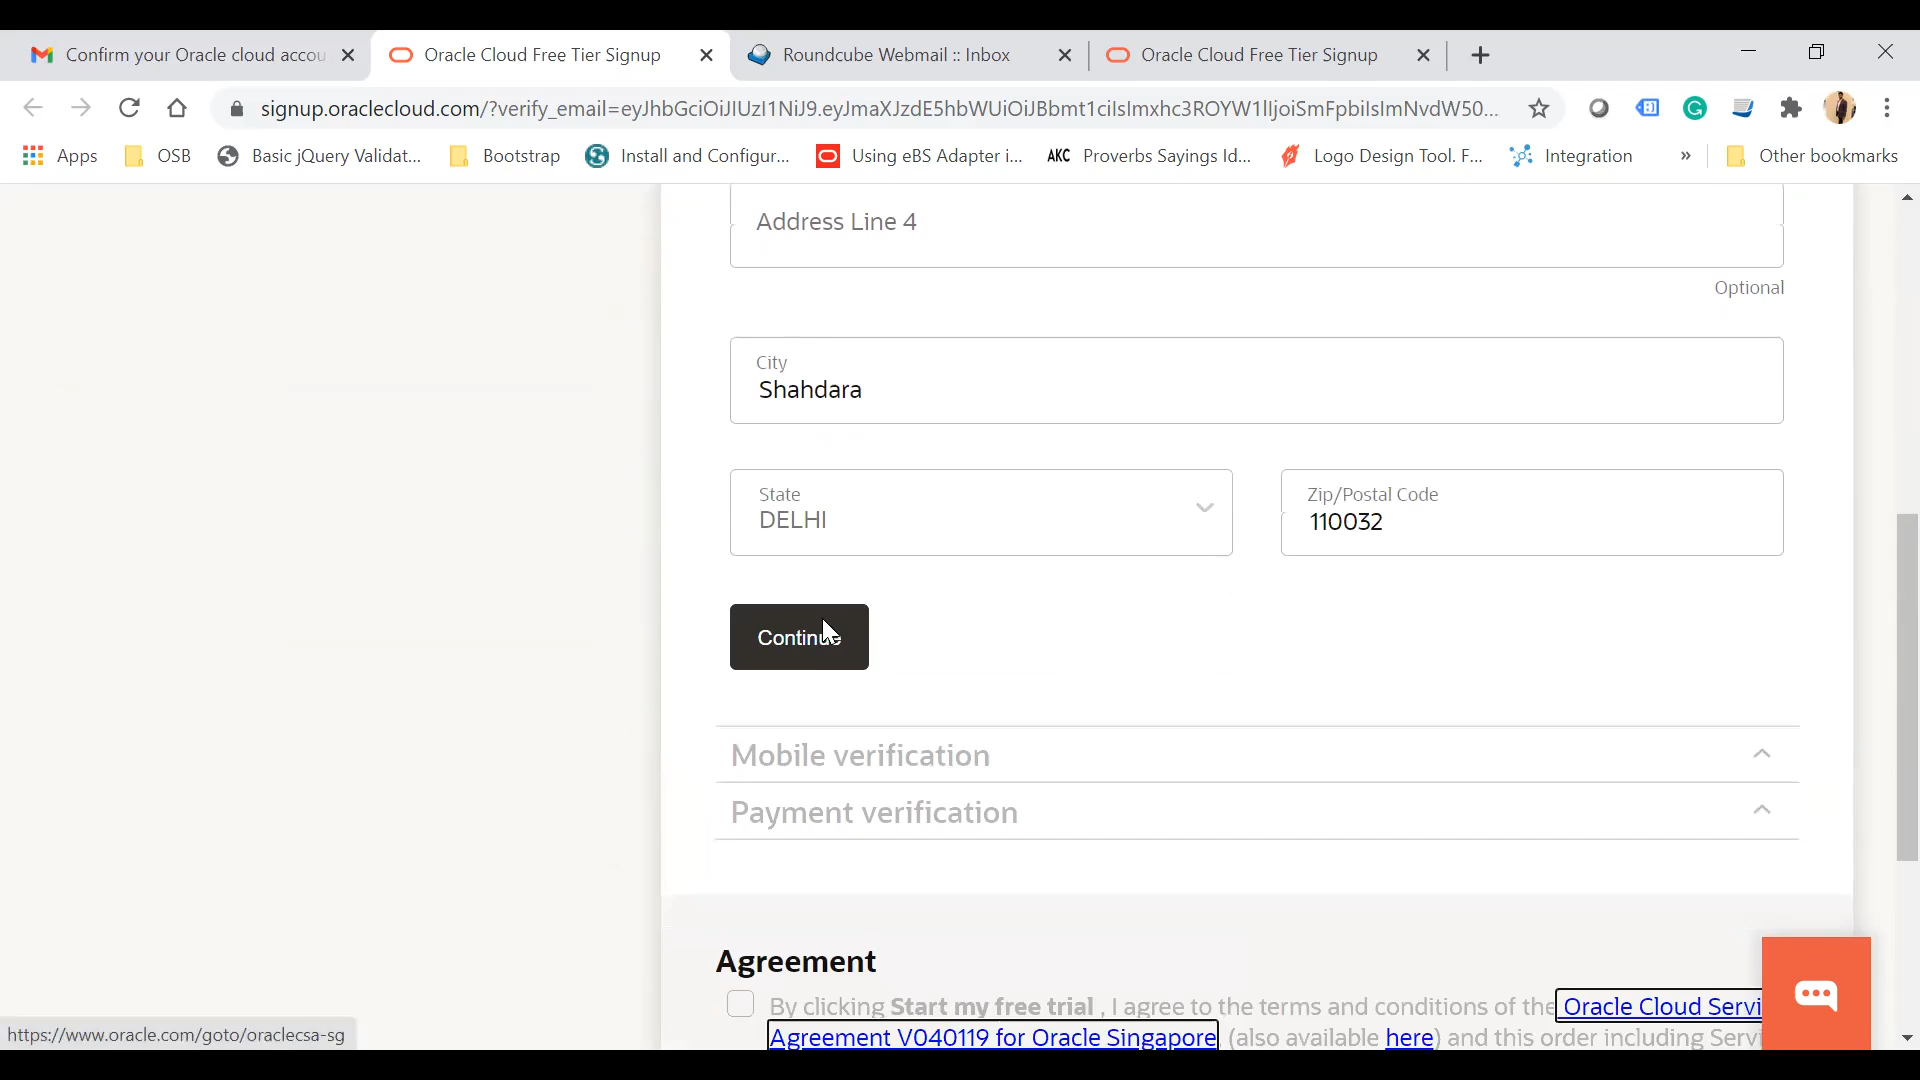 Confirm your Oracle cloud accou
Oracle Cloud Free Tier Signup
Roundcube Webmail :: Inbox
Oracle Cloud Free Tier Signup
signup.oraclecloud.com/?verify_email=eyJhbGciOiJIUzI1NiJ9.eyJmaXJzdE5hbWUiOiJBbmt1ciIsImxhc3ROYW1lIjoiSmFpbiIsImNvdW50...
Apps
OSB
Basic jQuery Validat...
Bootstrap
Install and Configur...
Using eBS Adapter i...
AKC Proverbs Sayings Id...
Logo Design Tool. F...
Integration
»
Other bookmarks
Address Line 4
Optional
City
Shahdara
State
DELHI
Zip/Postal Code
110032
Continue
Mobile verification
Payment verification
Agreement
By clicking Start my free trial , I agree to the terms and conditions of the Oracle Cloud Servi
Agreement V040119 for Oracle Singapore (also available here) and this order including Servi
https://www.oracle.com/goto/oraclecsa-sg